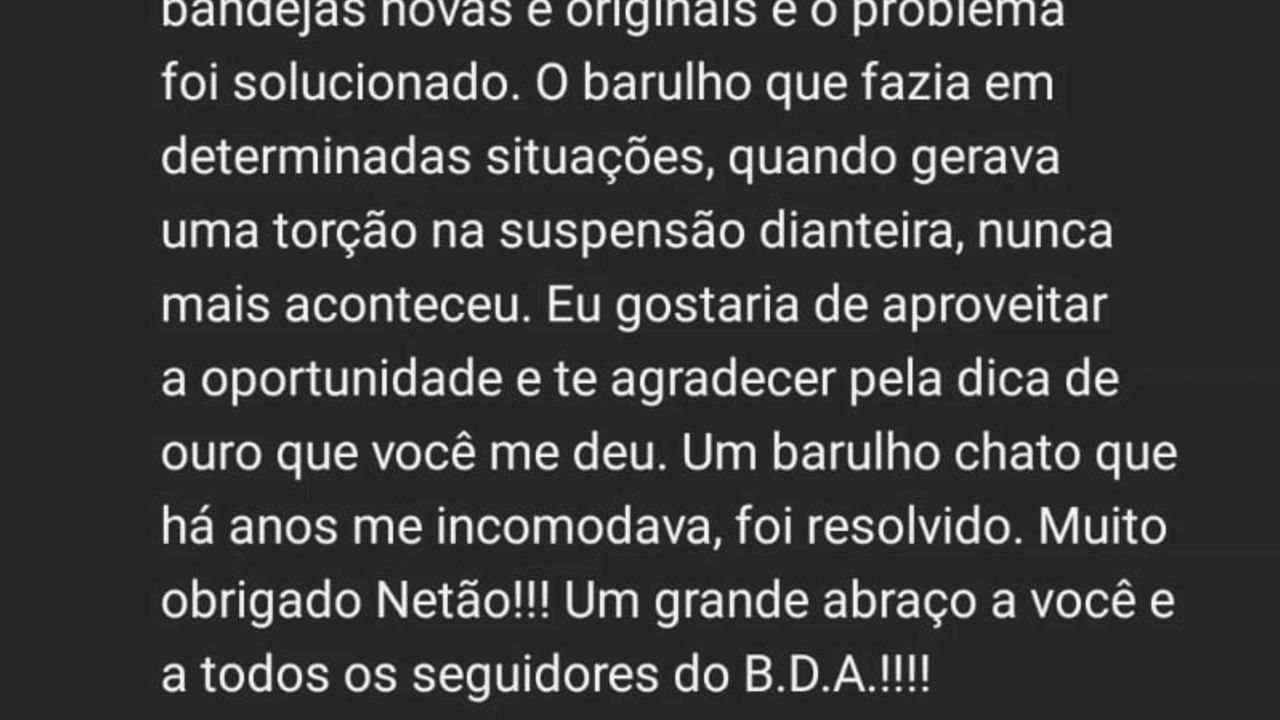 bandejas novas e originais e o problema
foi solucionado. O barulho que fazia em
determinadas situações, quando gerava
uma torção na suspensão dianteira, nunca
mais aconteceu. Eu gostaria de aproveitar
a oportunidade e te agradecer pela dica de
ouro que você me deu. Um barulho chato que
há anos me incomodava, foi resolvido. Muito
obrigado Netão!!! Um grande abraço a você e
a todos os seguidores do B.D.A.!!!!